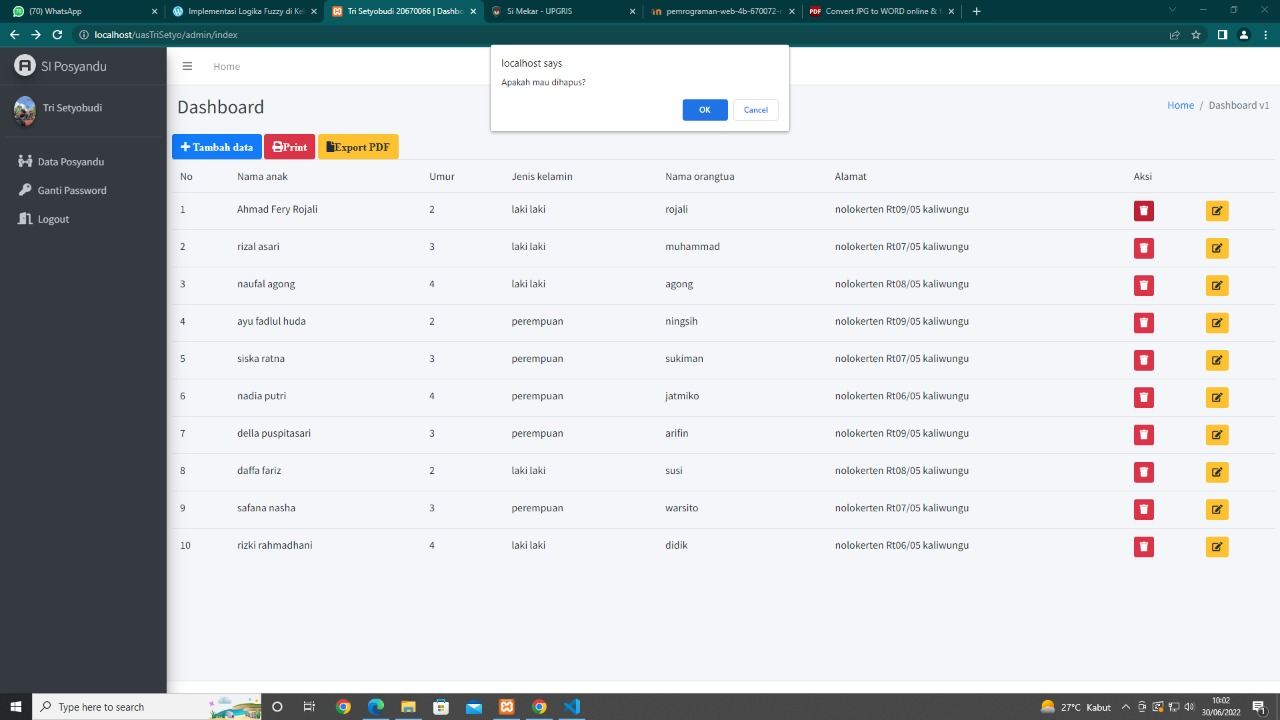 (70) WhatsApp
Implementasi Logika Fuzzy di Kel
Tri Setyobudi 20670066 | Dashbo
Si Mekar - UPGRIS
pemrograman-web-4b-670072-
Convert JPG to WORD online &
localhost/uasTriSetyo/admin/index
SI Posyandu
Tri Setyobudi
Data Posyandu
Ganti Password
Logout
Home
localhost says
Apakah mau dihapus?
OK Cancel
Dashboard
Home / Dashboard v1
Tambah data Print Export PDF
No Nama anak Umur Jenis kelamin Nama orangtua Alamat Aksi
1 Ahmad Fery Rojali 2 laki laki rojali nolokerten Rt09/05 kaliwungu
2 rizal asari 3 laki laki muhammad nolokerten Rt07/05 kaliwungu
3 naufal agong 4 laki laki agong nolokerten Rt08/05 kaliwungu
4 ayu fadlul huda 2 perempuan ningsih nolokerten Rt09/05 kaliwungu
5 siska ratna 3 perempuan sukiman nolokerten Rt07/05 kaliwungu
6 nadia putri 4 perempuan jatmiko nolokerten Rt06/05 kaliwungu
7 della puspitasari 3 perempuan arifin nolokerten Rt09/05 kaliwungu
8 daffa fariz 2 laki laki susi nolokerten Rt08/05 kaliwungu
9 safana nasha 3 perempuan warsito nolokerten Rt07/05 kaliwungu
10 rizki rahmadhani 4 laki laki didik nolokerten Rt06/05 kaliwungu
Type here to search
27°C Kabut
10:02
30/06/2022